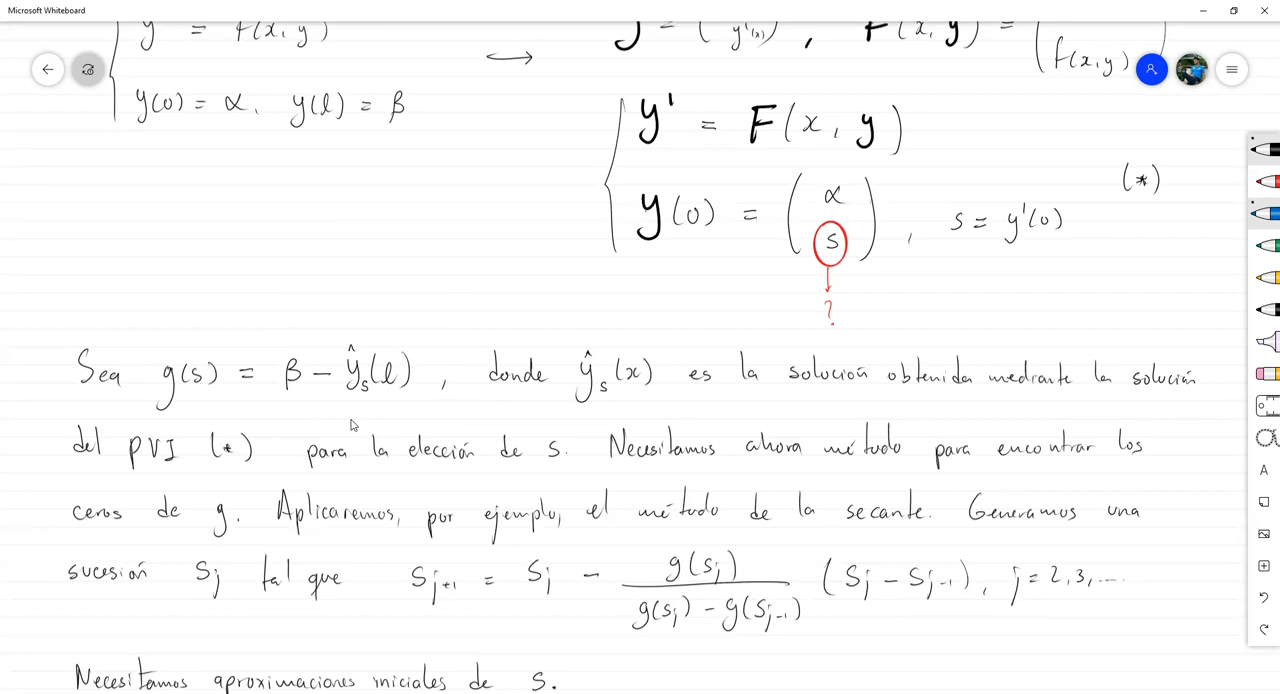 Microsoft Whiteboard
y = f(x, y)
y'(x) , F(x, y) =
f(x,y)
⟷
y(0) = α, y(l) = β
y' = F(x, y)
(*)
y(0) = ( α s ), s = y'(0)
?
Sea g(s) = β - ŷ_s(l), donde ŷ_s(x) es la solución obtenida mediante la solución
del PVI (*) para la elección de s. Necesitamos ahora método para encontrar los
ceros de g. Aplicaremos, por ejemplo, el método de la secante. Generamos una
sucesión S_j tal que S_{j+1} = S_j - g(S_j) / (g(S_j) - g(S_{j-1})) (S_j - S_{j-1}), j = 2,3,....
Necesitamos aproximaciones iniciales de s.
A